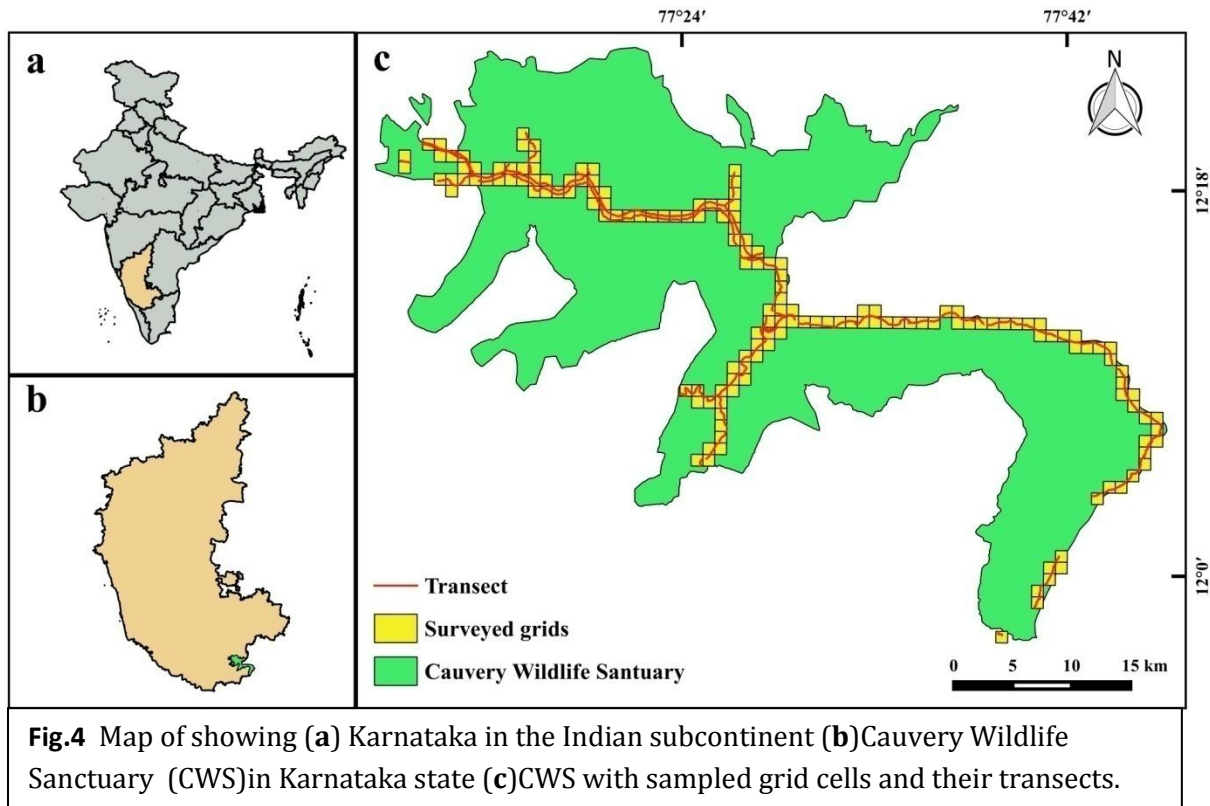 77°24'
77°42'
a
c
N
12°18'
b
12°0'
Transect
Surveyed grids
Cauvery Wildlife Santuary
0 5 10 15 km
Fig.4 Map of showing (a) Karnataka in the Indian subcontinent (b)Cauvery Wildlife
Sanctuary (CWS)in Karnataka state (c)CWS with sampled grid cells and their transects.